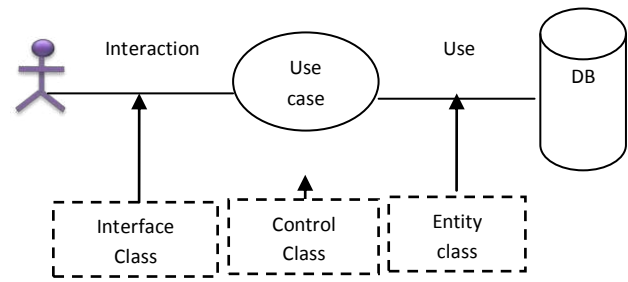 Interaction
Use
case
Use
DB
Interface
Class
Control
Class
Entity
class